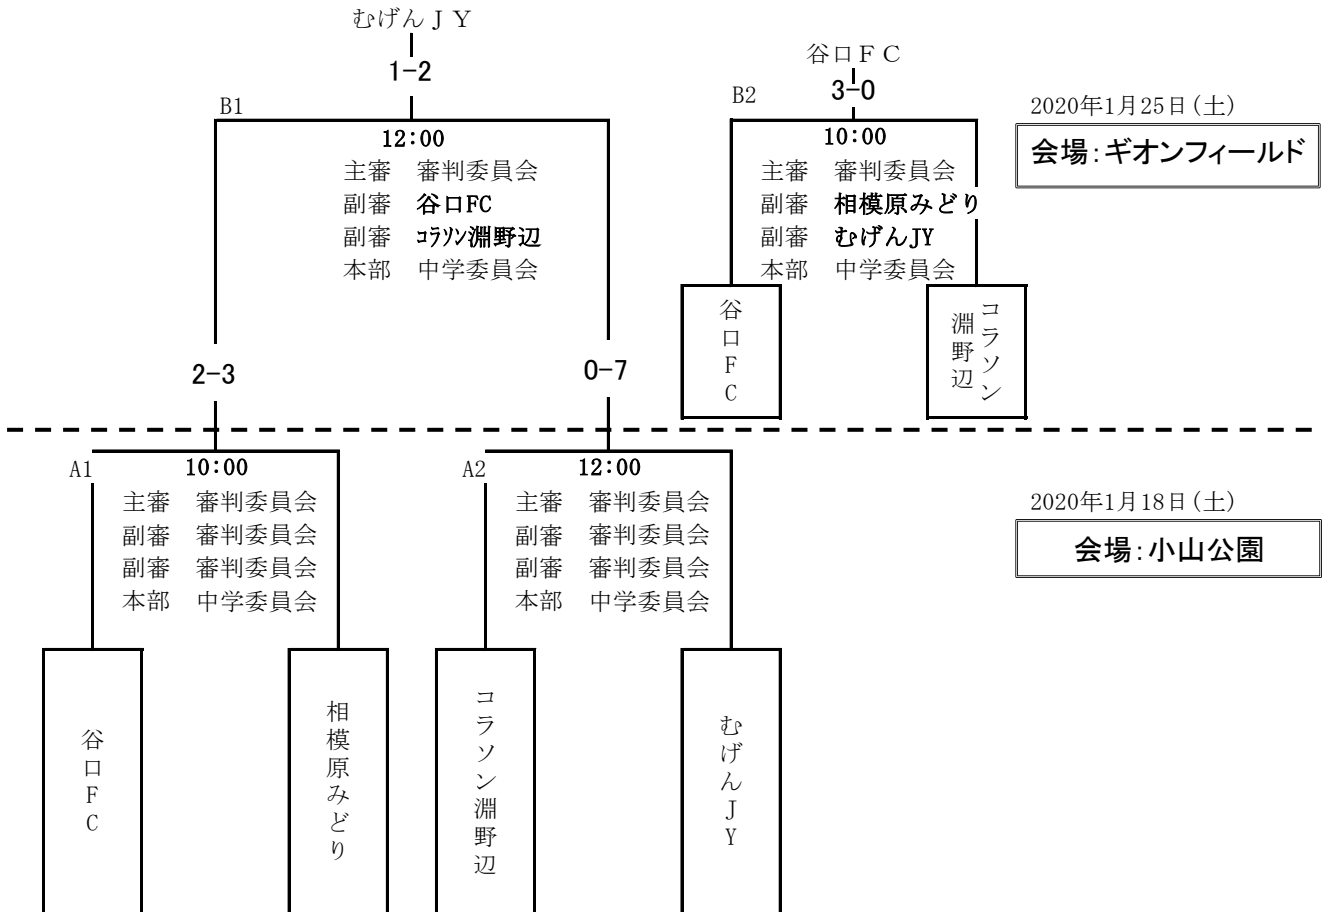 むげんＪＹ
1-2
B1
12:00
主審 審判委員会
副審 谷口FC
副審 ｺﾗｿﾝ淵野辺
本部 中学委員会
谷口ＦＣ
3-0
B2
10:00
主審 審判委員会
副審 相模原みどり
副審 むげんJY
本部 中学委員会
谷口FC
コラソン
淵野辺
2020年1月25日(土)
会場:ギオンフィールド
2-3
0-7
A1
10:00
主審 審判委員会
副審 審判委員会
副審 審判委員会
本部 中学委員会
A2
12:00
主審 審判委員会
副審 審判委員会
副審 審判委員会
本部 中学委員会
2020年1月18日(土)
会場:小山公園
谷口FC
相模原みどり
コラソン淵野辺
むげんJY